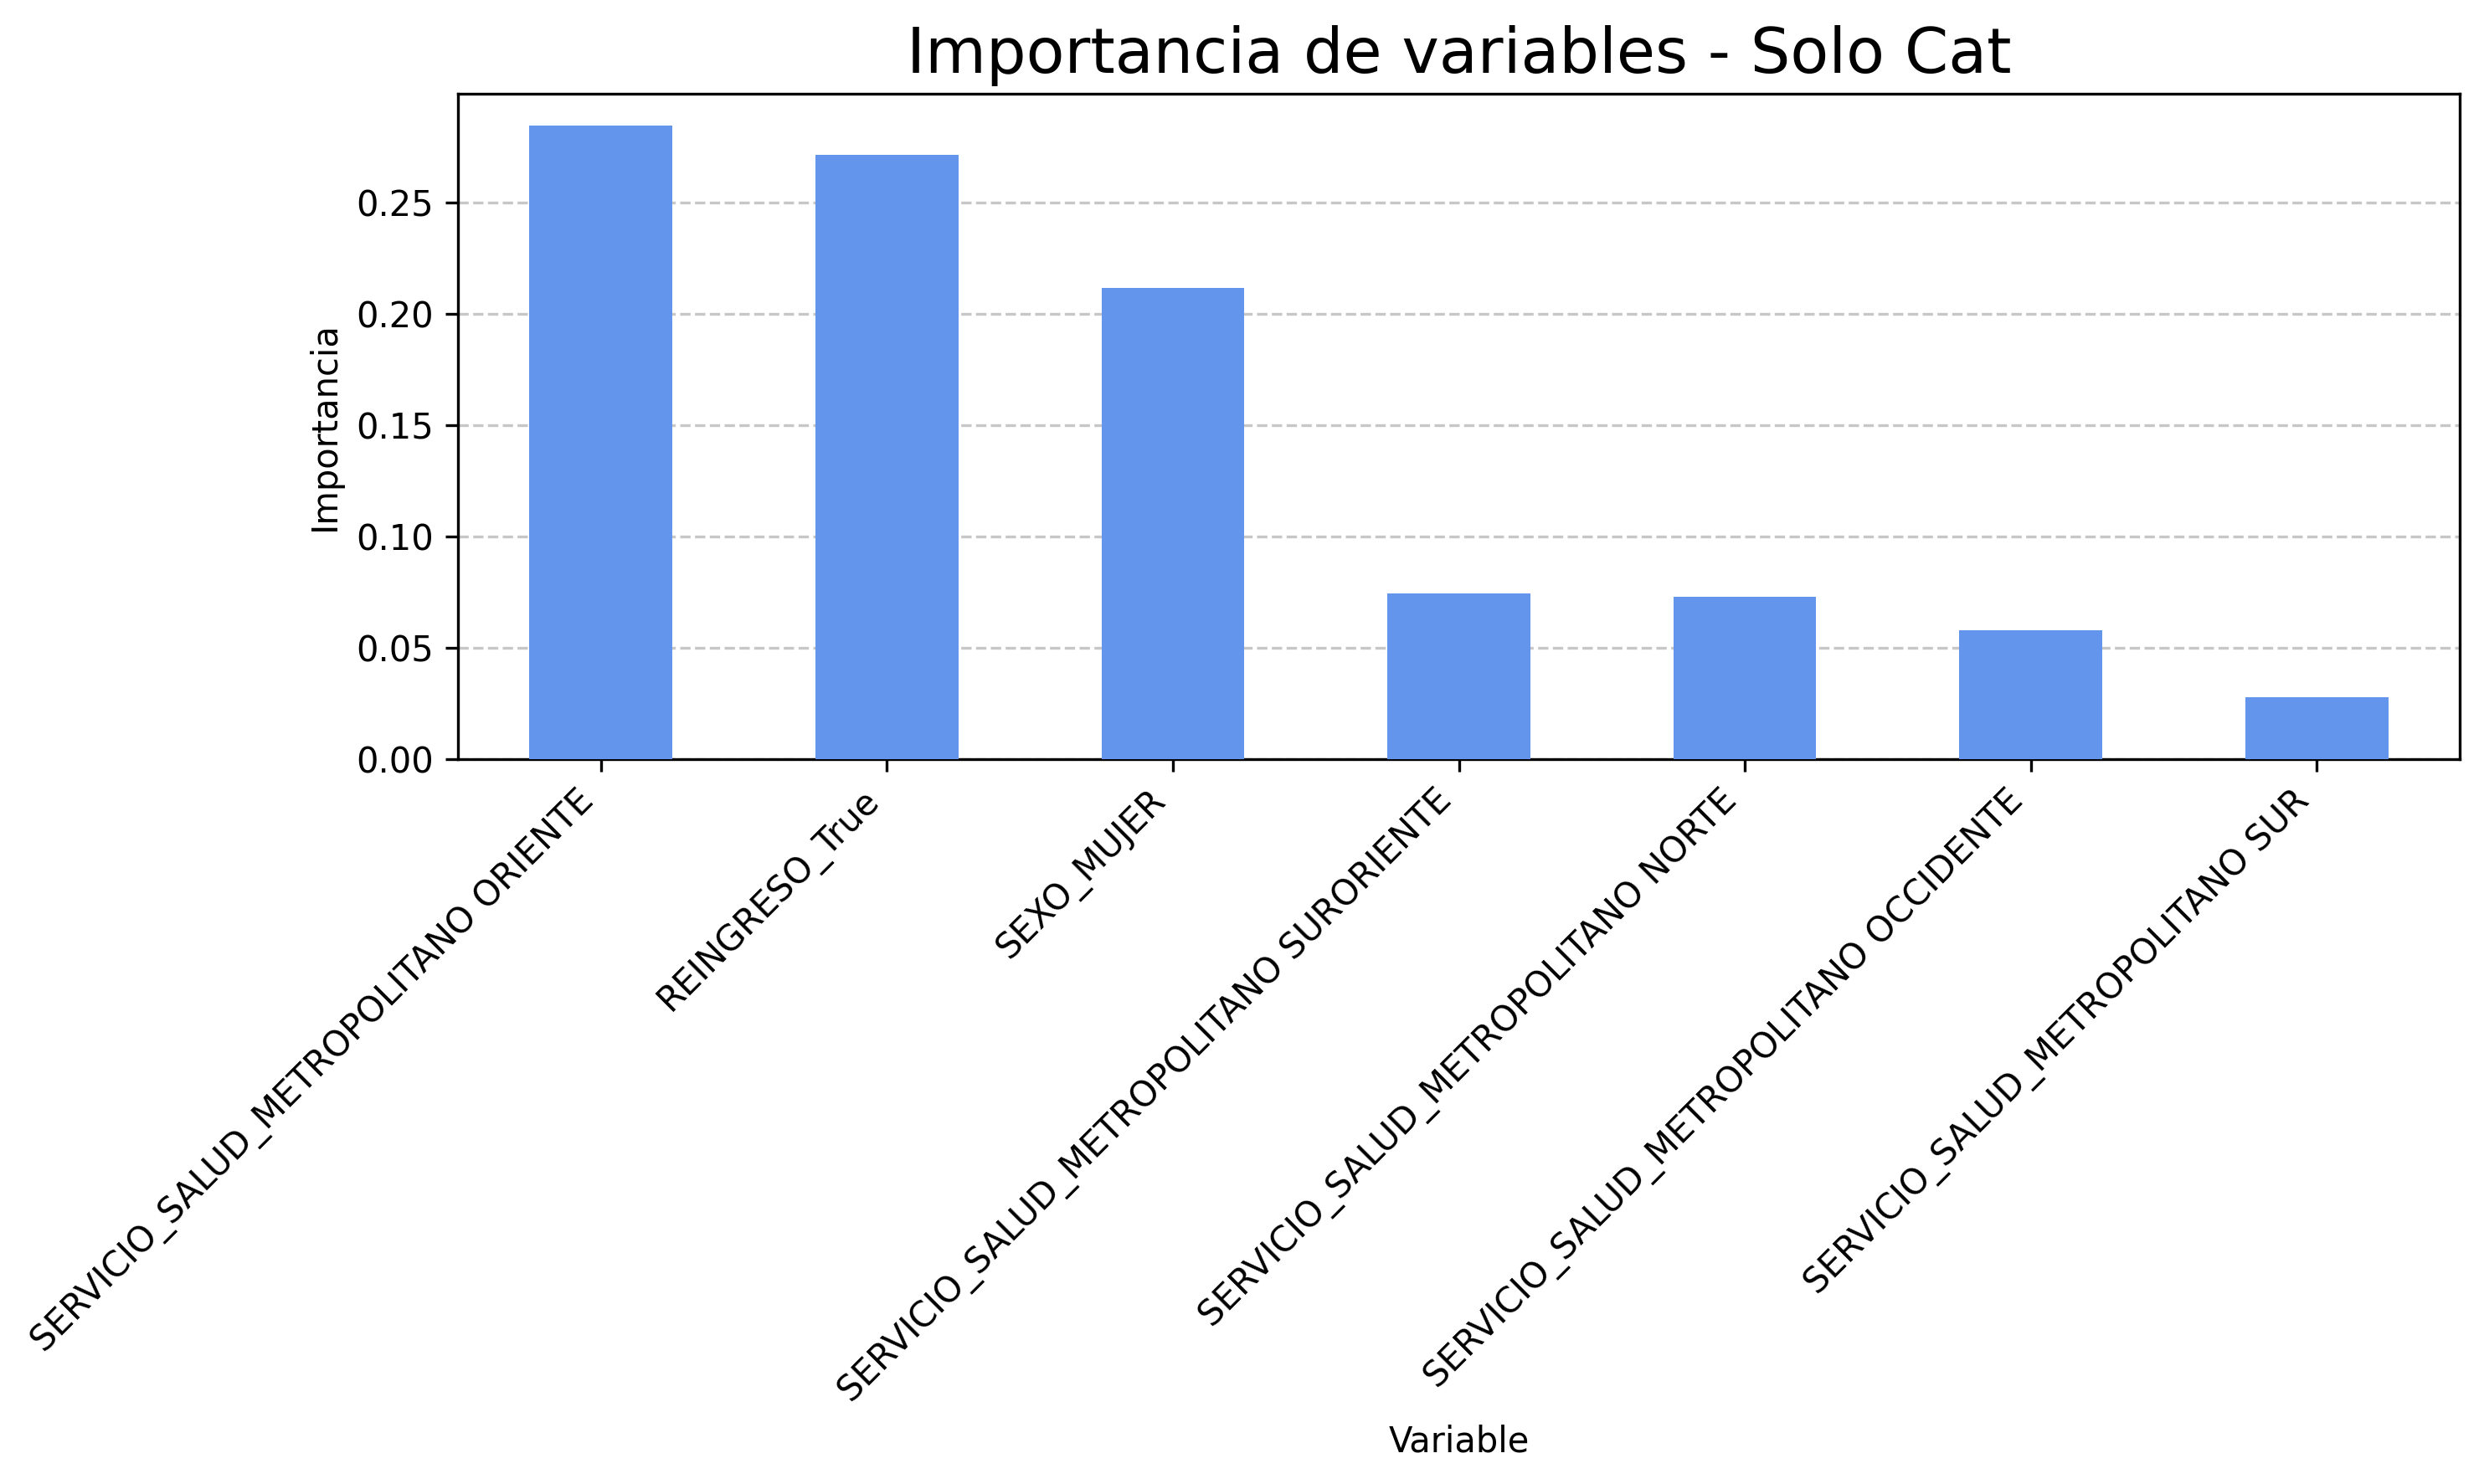 Importancia de variables - Solo Cat
Importancia
0.25
0.20
0.15
0.10
0.05
0.00
SERVICIO_SALUD_METROPOLITANO ORIENTE
REINGRESO_True
SEXO_MUJER
SERVICIO_SALUD_METROPOLITANO SURORIENTE
SERVICIO_SALUD_METROPOLITANO NORTE
SERVICIO_SALUD_METROPOLITANO OCCIDENTE
SERVICIO_SALUD_METROPOLITANO SUR
Variable